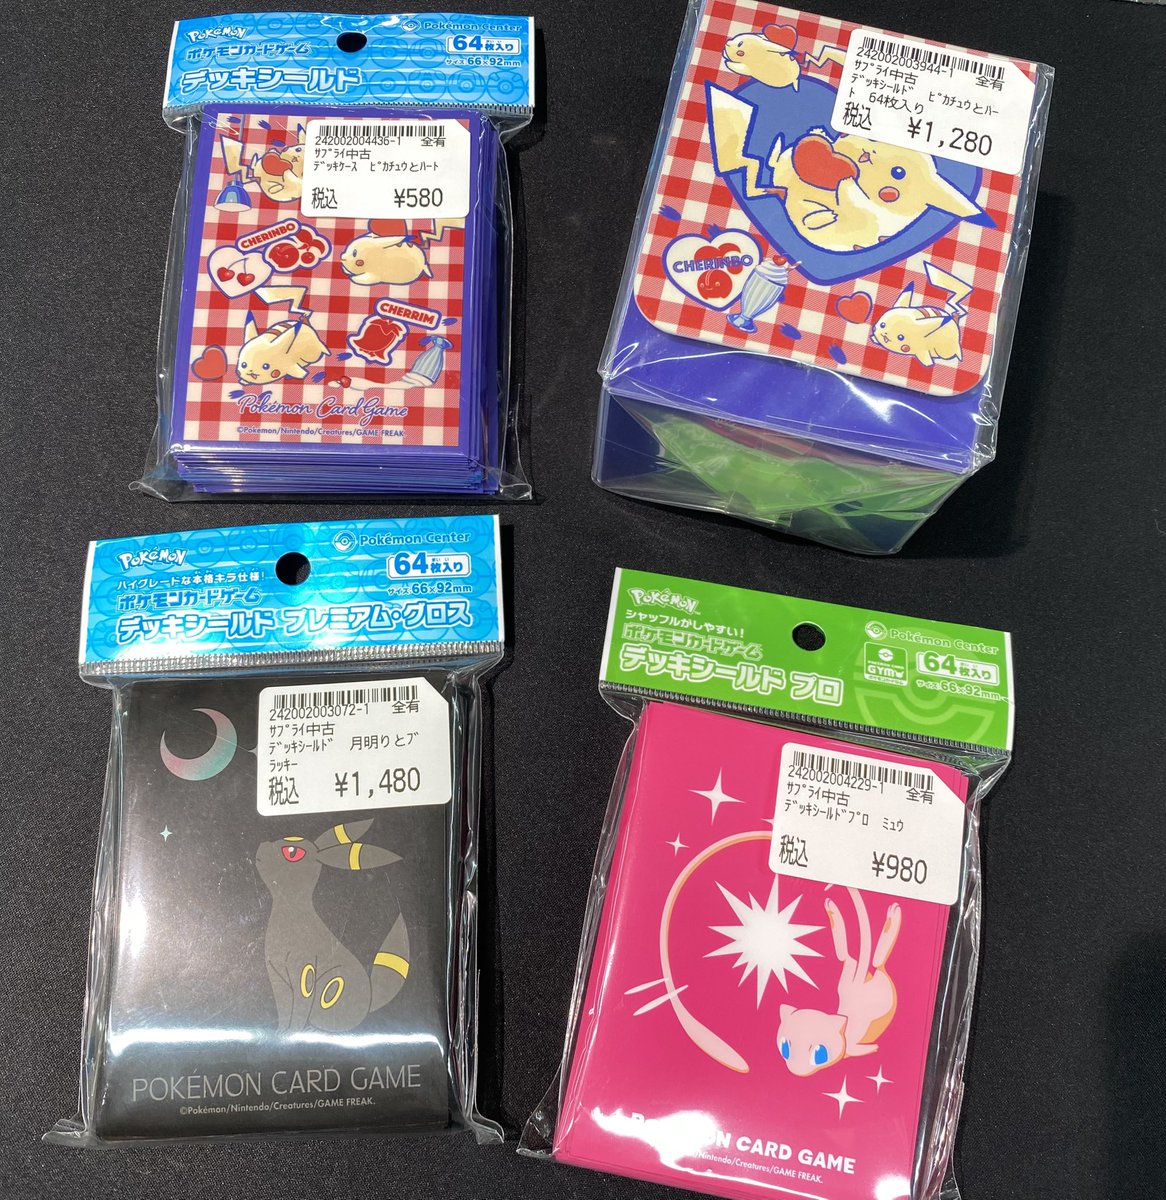 Pokémon
Pokémon Center
ポケモンカードゲーム
64枚入り
デッキシールド
サイズ66×92mm
242002004436-1 全有
ｻﾌﾟﾗｲ中古
ﾃﾞｯｷｹｰｽ ﾋﾟｶﾁｭｳとﾊｰﾄ
税込 ¥580
CHERINBO
CHERRIM
Pokémon Card Game
©Pokémon/Nintendo/Creatures/GAME FREAK
242002003944-1 全有
ｻﾌﾟﾗｲ中古
ﾃﾞｯｷｼｰﾙﾄﾞ ﾋﾟｶﾁｭｳとﾊｰ
ﾄ 64枚入り
税込 ¥1,280
CHERINBO
Pokémon
Pokémon Center
ハイグレードな本格キラ仕様!
64枚入り
ポケモンカードゲーム
サイズ66×92mm
デッキシールド プレミアム・グロス
242002003072-1 全有
ｻﾌﾟﾗｲ中古
ﾃﾞｯｷｼｰﾙﾄﾞ 月明りとﾌﾞ
ﾗｯｷｰ
税込 ¥1,480
POKÉMON CARD GAME
©Pokémon/Nintendo/Creatures/GAME FREAK.
Pokémon
シャッフルがしやすい!
Pokémon Center
ポケモンカードゲーム
GYM
64枚入り
デッキシールド プロ
サイズ66×92mm
242002004229-1 全有
ｻﾌﾟﾗｲ中古
ﾃﾞｯｷｼｰﾙﾄﾞﾌﾟﾛ ﾐｭｳ
税込 ¥980
CARD GAME
/Nintendo/Creatures/GAME FREAK.